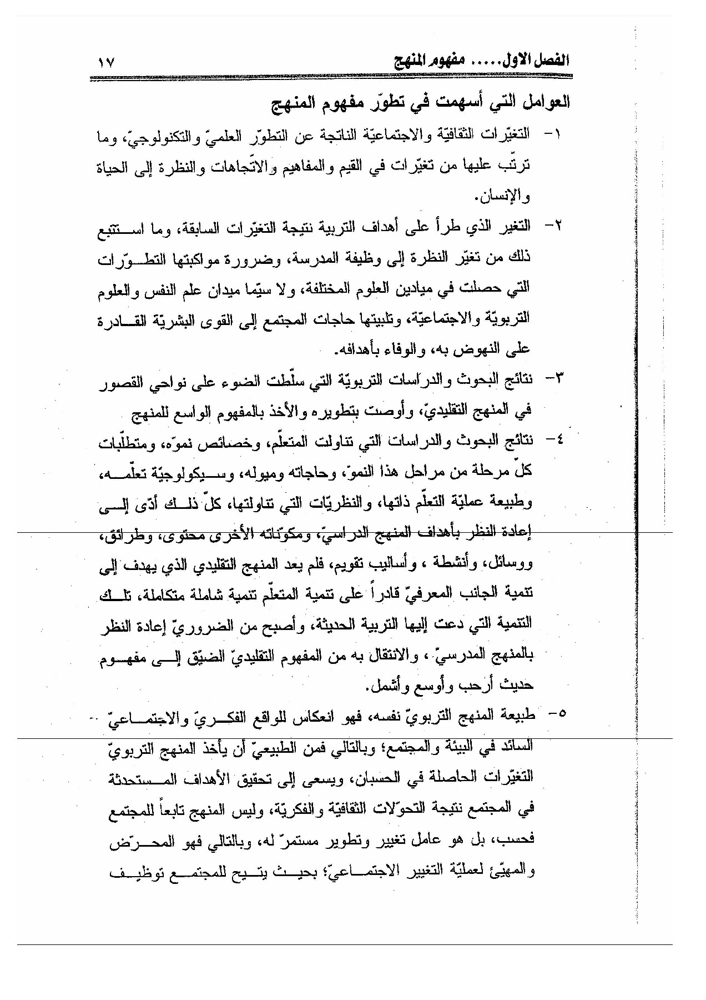 الفصل الاول..... مفهوم المنهج ١٧
العوامل التي أسهمت في تطوّر مفهوم المنهج
١- التغيّرات الثقافيّة والاجتماعيّة الناتجة عن التطوّر العلميّ والتكنولوجيّ، وما
ترتّب عليها من تغيّرات في القيم والمفاهيم والاتّجاهات والنظرة إلى الحياة
والإنسان.
٢- التغير الذي طرأ على أهداف التربية نتيجة التغيّرات السابقة، وما استتبع
ذلك من تغيّر النظرة إلى وظيفة المدرسة، وضرورة مواكبتها التطوّرات
التي حصلت في ميادين العلوم المختلفة، ولا سيّما ميدان علم النفس والعلوم
التربويّة والاجتماعيّة، وتلبيتها حاجات المجتمع إلى القوى البشريّة القادرة
على النهوض به، والوفاء بأهدافه.
٣- نتائج البحوث والدراسات التربويّة التي سلّطت الضوء على نواحي القصور
في المنهج التقليديّ، وأوصت بتطويره والأخذ بالمفهوم الواسع للمنهج
٤- نتائج البحوث والدراسات التي تناولت المتعلّم، وخصائص نموّه، ومتطلّبات
كلّ مرحلة من مراحل هذا النموّ، وحاجاته وميوله، وسيكولوجيّة تعلّمه،
وطبيعة عمليّة التعلّم ذاتها، والنظريّات التي تناولتها، كلّ ذلك أدّى إلى
إعادة النظر بأهداف المنهج الدراسيّ، ومكوّناته الأخرى محتوى، وطرائق،
ووسائل، وأنشطة ، وأساليب تقويم، فلم يعد المنهج التقليدي الذي يهدف إلى
تنمية الجانب المعرفيّ قادراً على تنمية المتعلّم تنمية شاملة متكاملة، تلك
التنمية التي دعت إليها التربية الحديثة، وأصبح من الضروريّ إعادة النظر
بالمنهج المدرسيّ ، والانتقال به من المفهوم التقليديّ الضيّق إلى مفهوم
حديث أرحب وأوسع وأشمل.
٥- طبيعة المنهج التربويّ نفسه، فهو انعكاس للواقع الفكريّ والاجتماعيّ
السائد في البيئة والمجتمع؛ وبالتالي فمن الطبيعيّ أن يأخذ المنهج التربويّ
التغيّرات الحاصلة في الحسبان، ويسعى إلى تحقيق الأهداف المستحدثة
في المجتمع نتيجة التحوّلات الثقافيّة والفكريّة، وليس المنهج تابعاً للمجتمع
فحسب، بل هو عامل تغيير وتطوير مستمرّ له، وبالتالي فهو المحرّض
والمهيّئ لعمليّة التغيير الاجتماعيّ؛ بحيث يتيح للمجتمع توظيف